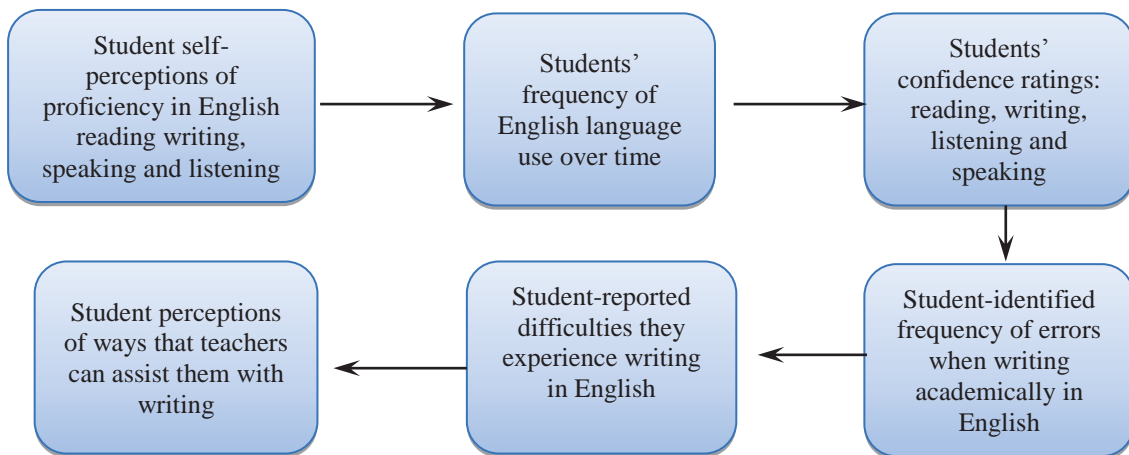 Student self-
perceptions of
proficiency in English
reading writing,
speaking and listening
Students’
frequency of
English language
use over time
Students’
confidence ratings:
reading, writing,
listening and
speaking
Student-identified
frequency of errors
when writing
academically in
English
Student-reported
difficulties they
experience writing
in English
Student perceptions
of ways that teachers
can assist them with
writing